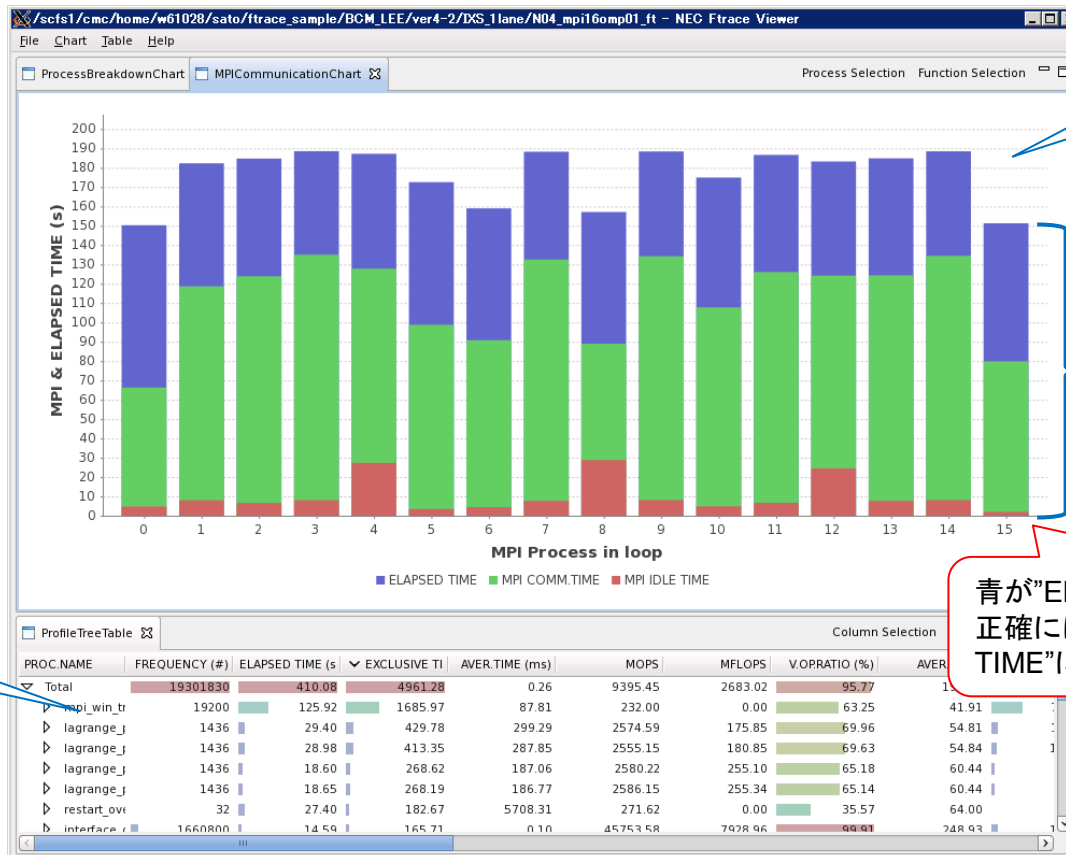 /scfs1/cmc/home/w61028/sato/ftrace_sample/BCM_LEE/ver4-2/IXS_1lane/N04_mpi16omp01_ft - NEC Ftrace Viewer
File Chart Table Help
ProcessBreakdownChart MPICommunicationChart Process Selection Function Selection
200
190
180
170
160
150
140
130
120
110
100
90
80
70
60
50
40
30
20
10
0
MPI & ELAPSED TIME (s)
0 1 2 3 4 5 6 7 8 9 10 11 12 13 14 15
MPI Process in loop
ELAPSED TIME MPI COMM.TIME MPI IDLE TIME
青が"El
正確に
TIME"に
ProfileTreeTable Column Selection
PROC.NAME FREQUENCY (#) ELAPSED TIME (s EXCLUSIVE TI AVER.TIME (ms) MOPS MFLOPS V.OPRATIO (%) AVER.
Total 19301830 410.08 4961.28 0.26 9395.45 2683.02 95.77
mpi_win_tr 19200 125.92 1685.97 87.81 232.00 0.00 63.25 41.91
lagrange_p 1436 29.40 429.78 299.29 2574.59 175.85 69.96 54.81
lagrange_p 1436 28.98 413.35 287.85 2555.15 180.85 69.63 54.84
lagrange_p 1436 18.60 268.62 187.06 2580.22 255.10 65.18 60.44
lagrange_p 1436 18.65 268.19 186.77 2586.15 255.34 65.14 60.44
restart_ove 32 27.40 182.67 5708.31 271.62 0.00 35.57 64.00
interface_ 1660800 14.59 165.71 0.10 45753.58 7928.96 99.91 248.93